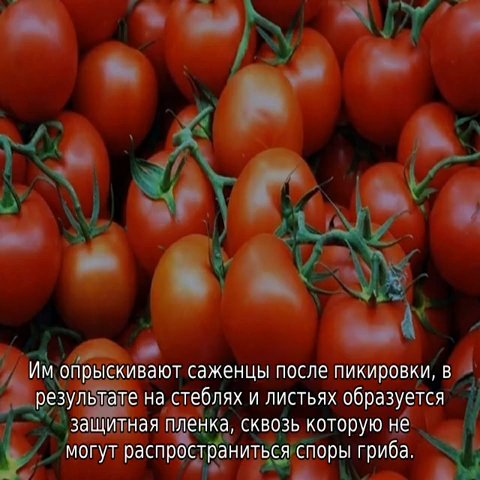 Им опрыскивают саженцы после пикировки, в
результате на стеблях и листьях образуется
защитная пленка, сквозь которую не
могут распространиться споры гриба.